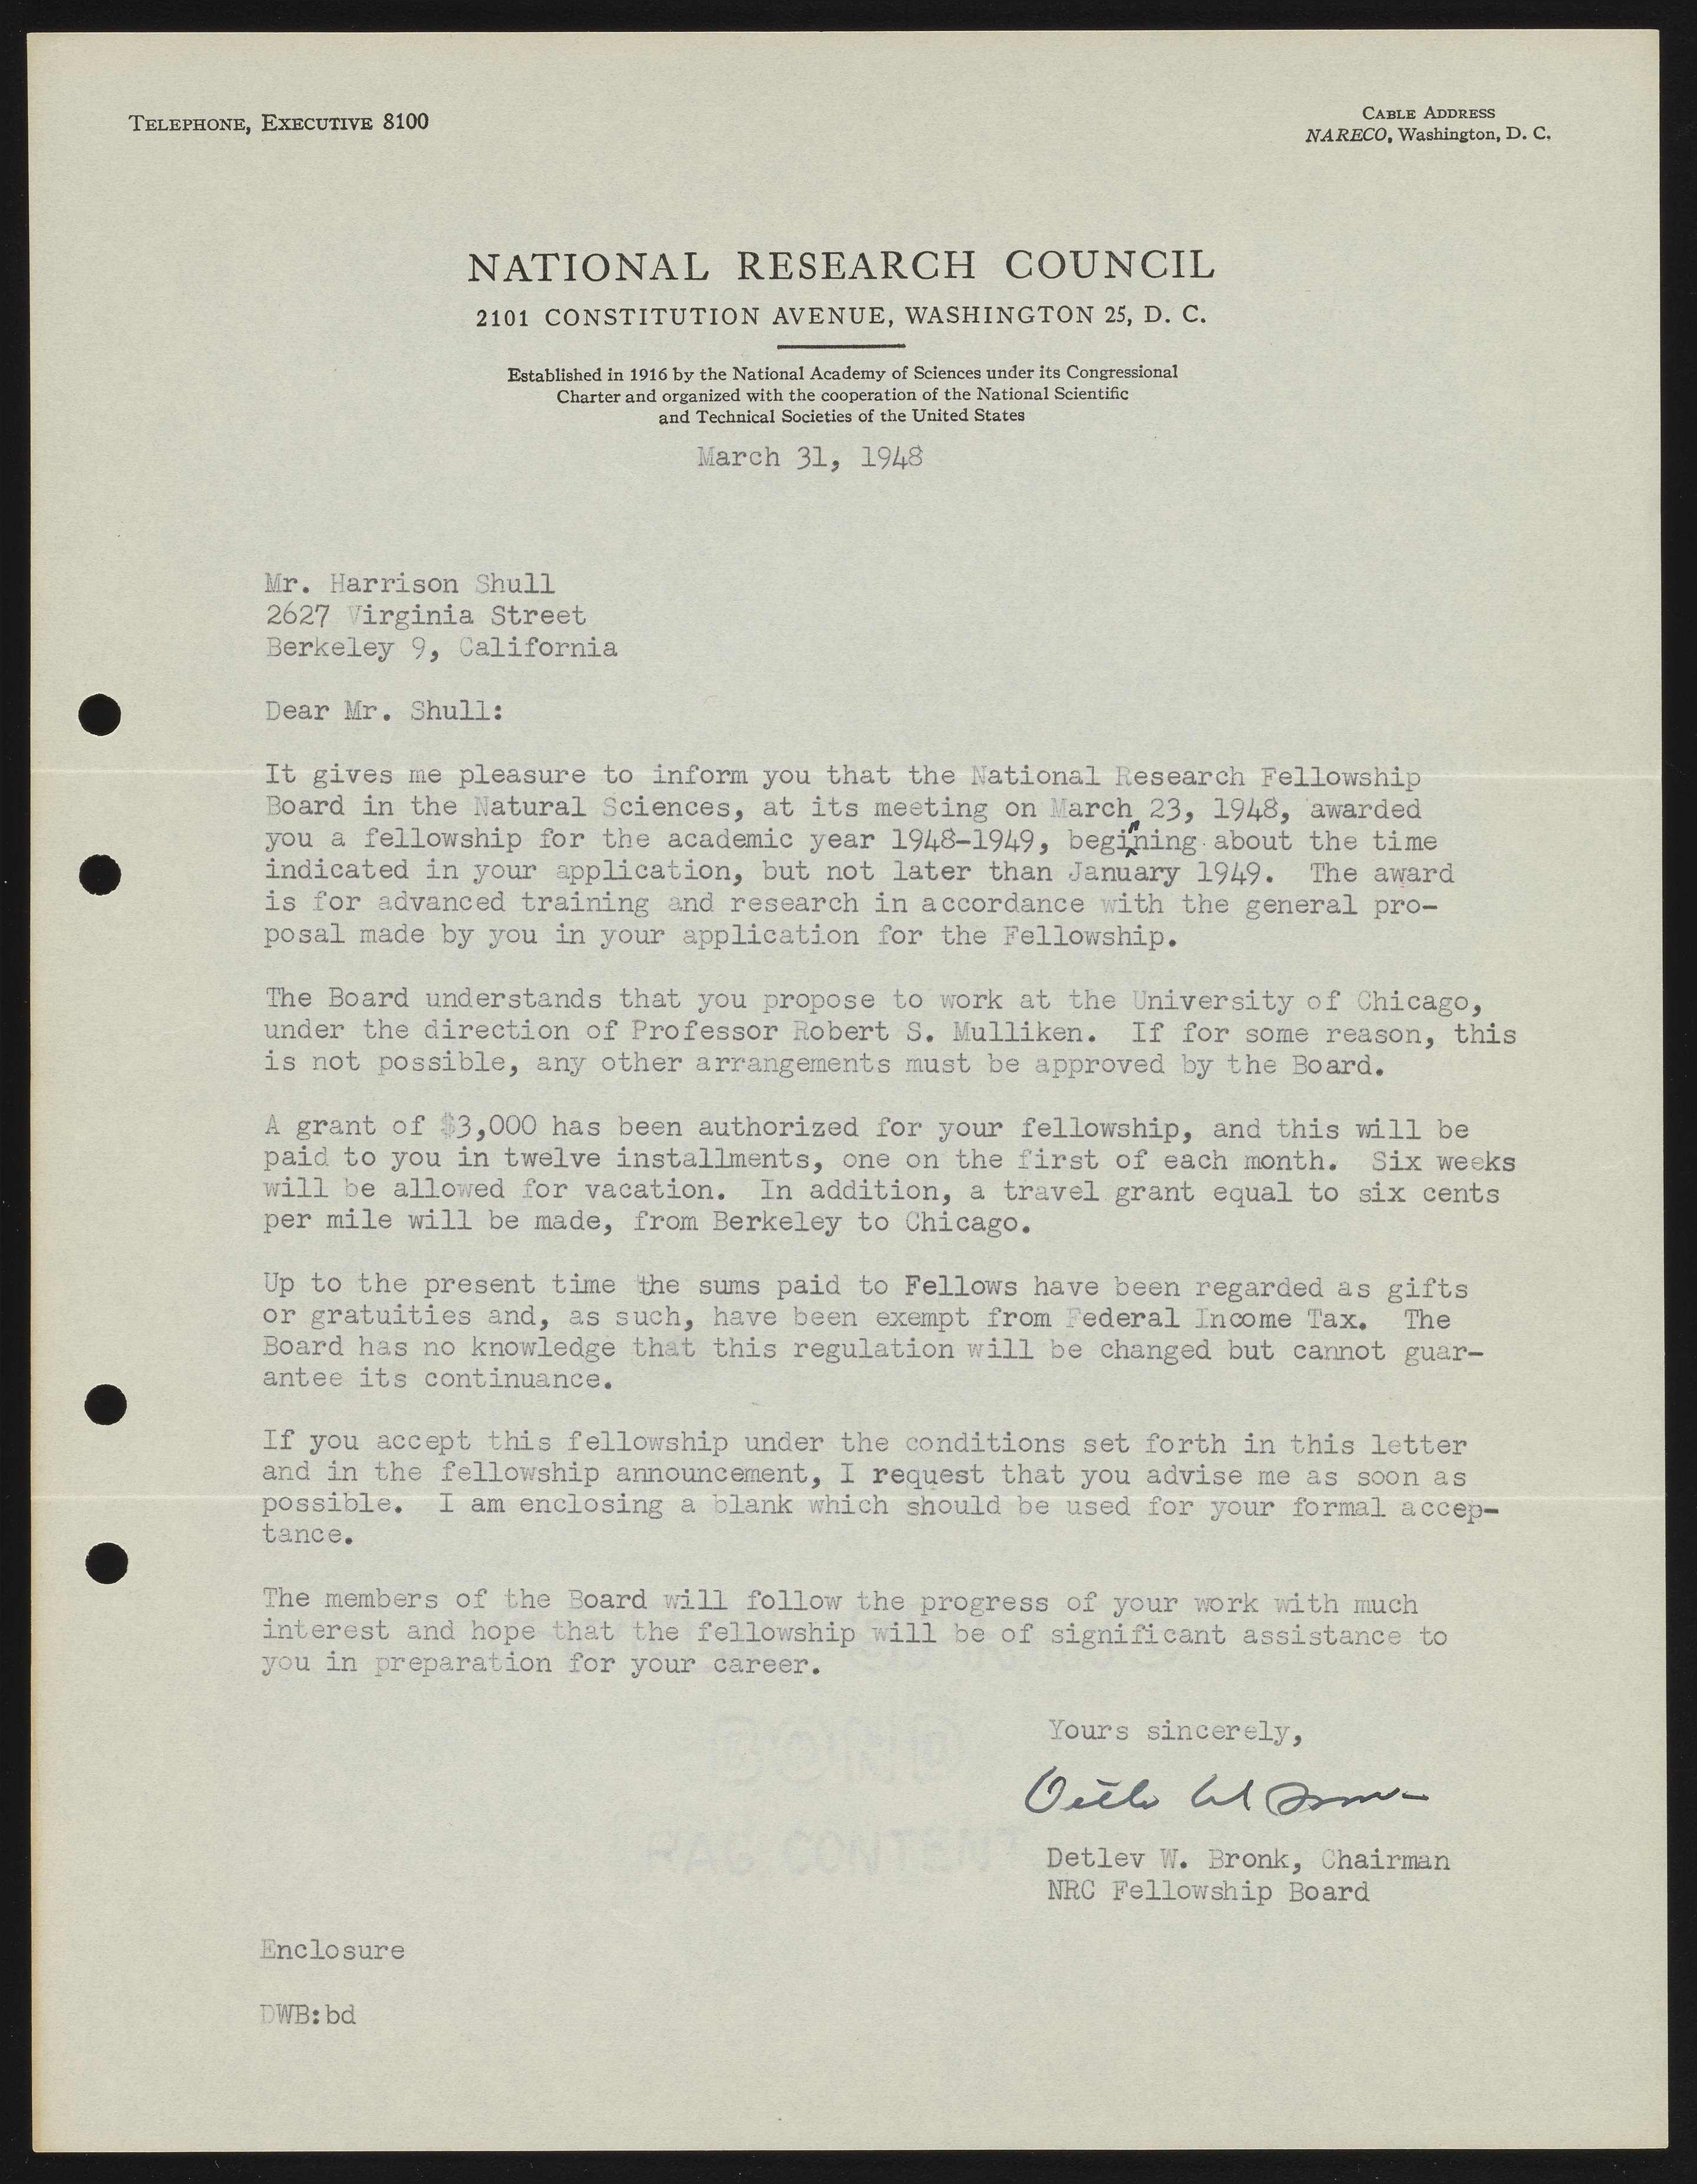 TELEPHONE, EXECUTIVE 8100
CABLE ADDRESS
NARECO, Washington, D. C.
NATIONAL RESEARCH COUNCIL
2101 CONSTITUTION AVENUE, WASHINGTON 25, D. C.
Established in 1916 by the National Academy of Sciences under its Congressional
Charter and organized with the cooperation of the National Scientific
and Technical Societies of the United States
March 31, 1948
Mr. Harrison Shull
2627 Virginia Street
Berkeley 9, California
Dear Mr. Shull:
It gives me pleasure to inform you that the National Research Fellowship
Board in the Natural Sciences, at its meeting on March 23, 1948, awarded
you a fellowship for the academic year 1948-1949, beginning about the time
indicated in your application, but not later than January 1949. The award
is for advanced training and research in accordance with the general pro-
posal made by you in your application for the Fellowship.
The Board understands that you propose to work at the University of Chicago,
under the direction of Professor Robert S. Mulliken. If for some reason, this
is not possible, any other arrangements must be approved by the Board.
A grant of $3,000 has been authorized for your fellowship, and this will be
paid to you in twelve installments, one on the first of each month. Six weeks
will be allowed for vacation. In addition, a travel grant equal to six cents
per mile will be made, from Berkeley to Chicago.
Up to the present time the sums paid to Fellows have been regarded as gifts
or gratuities and, as such, have been exempt from Federal Income Tax. The
Board has no knowledge that this regulation will be changed but cannot guar-
antee its continuance.
If you accept this fellowship under the conditions set forth in this letter
and in the fellowship announcement, I request that you advise me as soon as
possible. I am enclosing a blank which should be used for your formal accep-
tance.
The members of the Board will follow the progress of your work with much
interest and hope that the fellowship will be of significant assistance to
you in preparation for your career.
Yours sincerely,
Detlev W Bronk
Detlev W. Bronk, Chairman
NRC Fellowship Board
RAG CONTENT
Enclosure
DWB:bd